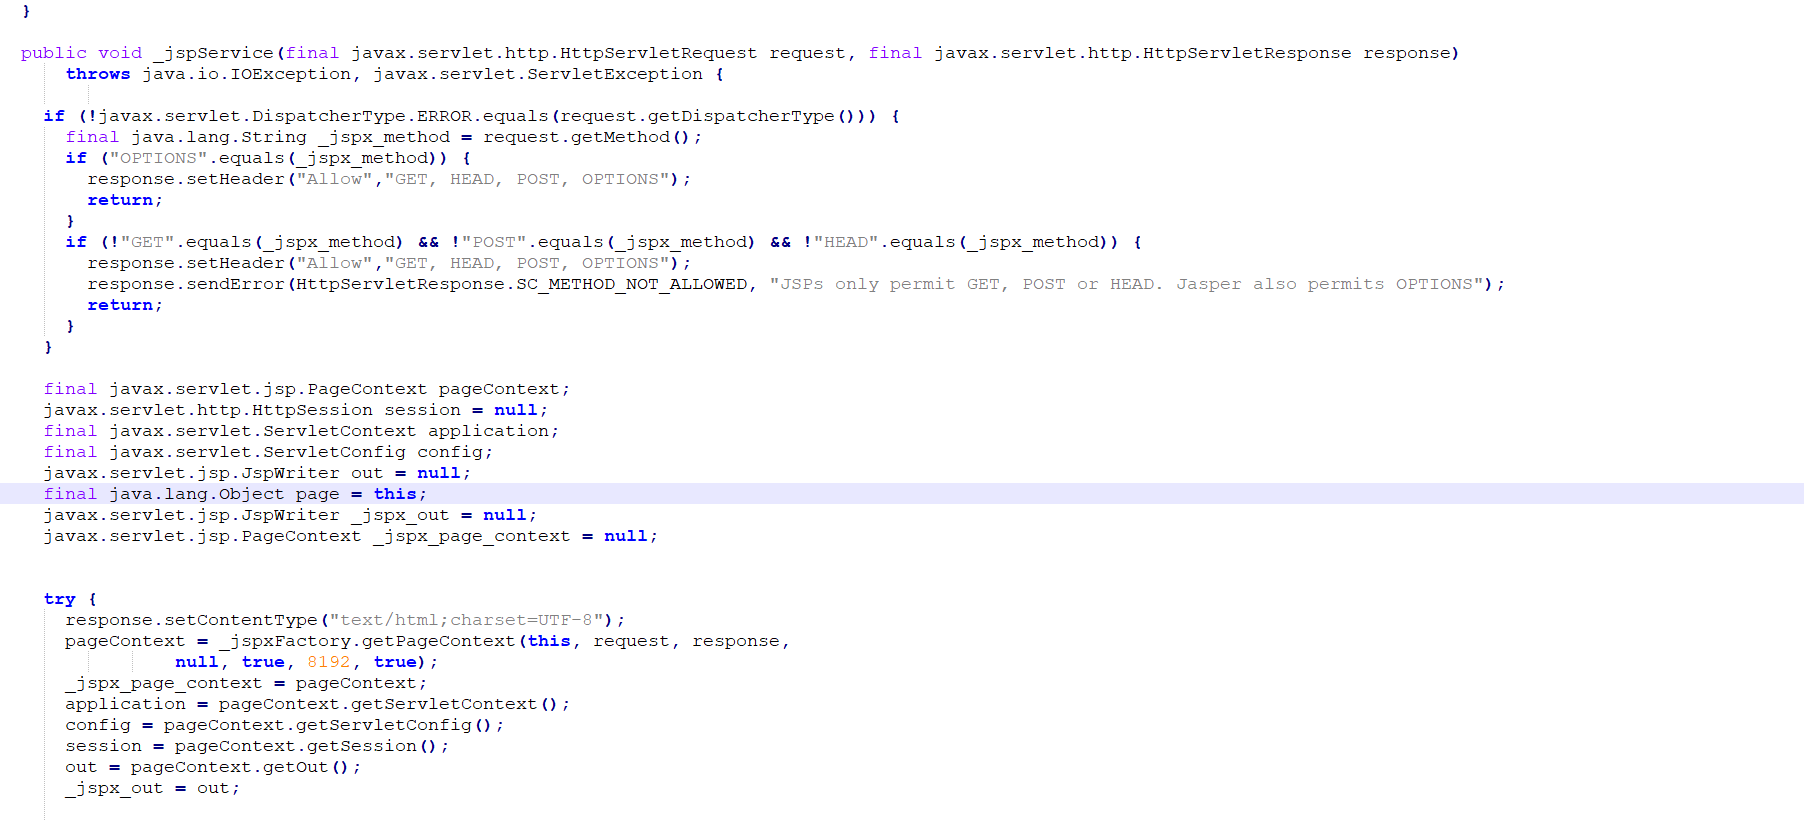 }
public void _jspService(final javax.servlet.http.HttpServletRequest request, final javax.servlet.http.HttpServletResponse response)
throws java.io.IOException, javax.servlet.ServletException {
if (!javax.servlet.DispatcherType.ERROR.equals(request.getDispatcherType())) {
final java.lang.String _jspx_method = request.getMethod();
if ("OPTIONS".equals(_jspx_method)) {
response.setHeader("Allow","GET, HEAD, POST, OPTIONS");
return;
}
if (!"GET".equals(_jspx_method) && !"POST".equals(_jspx_method) && !"HEAD".equals(_jspx_method)) {
response.setHeader("Allow","GET, HEAD, POST, OPTIONS");
response.sendError(HttpServletResponse.SC_METHOD_NOT_ALLOWED, "JSPs only permit GET, POST or HEAD. Jasper also permits OPTIONS");
return;
}
}
final javax.servlet.jsp.PageContext pageContext;
javax.servlet.http.HttpSession session = null;
final javax.servlet.ServletContext application;
final javax.servlet.ServletConfig config;
javax.servlet.jsp.JspWriter out = null;
final java.lang.Object page = this;
javax.servlet.jsp.JspWriter _jspx_out = null;
javax.servlet.jsp.PageContext _jspx_page_context = null;
try {
response.setContentType("text/html;charset=UTF-8");
pageContext = _jspxFactory.getPageContext(this, request, response,
null, true, 8192, true);
_jspx_page_context = pageContext;
application = pageContext.getServletContext();
config = pageContext.getServletConfig();
session = pageContext.getSession();
out = pageContext.getOut();
_jspx_out = out;